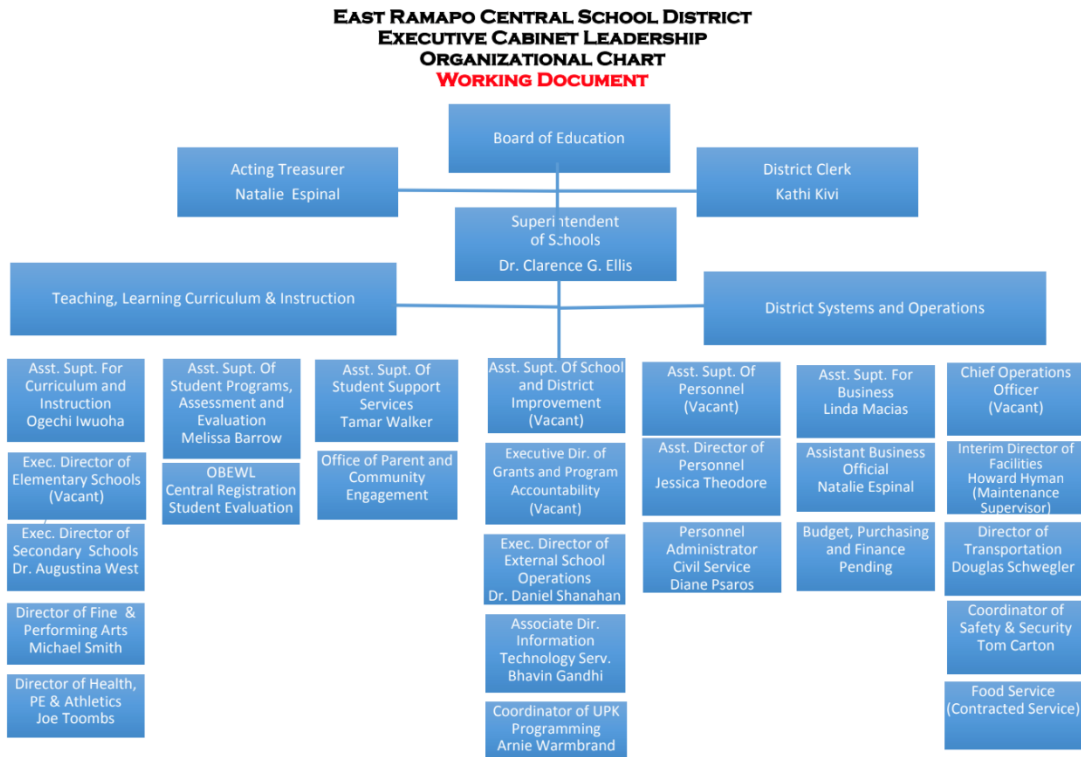 EAST RAMAPO CENTRAL SCHOOL DISTRICT
EXECUTIVE CABINET LEADERSHIP
ORGANIZATIONAL CHART
WORKING DOCUMENT
Board of Education
Acting Treasurer
Natalie Espinal
District Clerk
Kathi Kivi
Superintendent
of Schools
Dr. Clarence G. Ellis
Teaching, Learning Curriculum & Instruction
District Systems and Operations
Asst. Supt. For
Curriculum and
Instruction
Ogechi Iwuoha
Exec. Director of
Elementary Schools
(Vacant)
Exec. Director of
Secondary Schools
Dr. Augustina West
Director of Fine &
Performing Arts
Michael Smith
Director of Health,
PE & Athletics
Joe Toombs
Asst. Supt. Of
Student Programs,
Assessment and
Evaluation
Melissa Barrow
OBEWL
Central Registration
Student Evaluation
Asst. Supt. Of
Student Support
Services
Tamar Walker
Office of Parent and
Community
Engagement
Asst. Supt. Of School
and District
Improvement
(Vacant)
Executive Dir. of
Grants and Program
Accountability
(Vacant)
Exec. Director of
External School
Operations
Dr. Daniel Shanahan
Associate Dir.
Information
Technology Serv.
Bhavin Gandhi
Coordinator of UPK
Programming
Arnie Warmbrand
Asst. Supt. Of
Personnel
(Vacant)
Asst. Director of
Personnel
Jessica Theodore
Personnel
Administrator
Civil Service
Diane Psaros
Asst. Supt. For
Business
Linda Macias
Assistant Business
Official
Natalie Espinal
Budget, Purchasing
and Finance
Pending
Chief Operations
Officer
(Vacant)
Interim Director of
Facilities
Howard Hyman
(Maintenance
Supervisor)
Director of
Transportation
Douglas Schwegler
Coordinator of
Safety & Security
Tom Carton
Food Service
(Contracted Service)